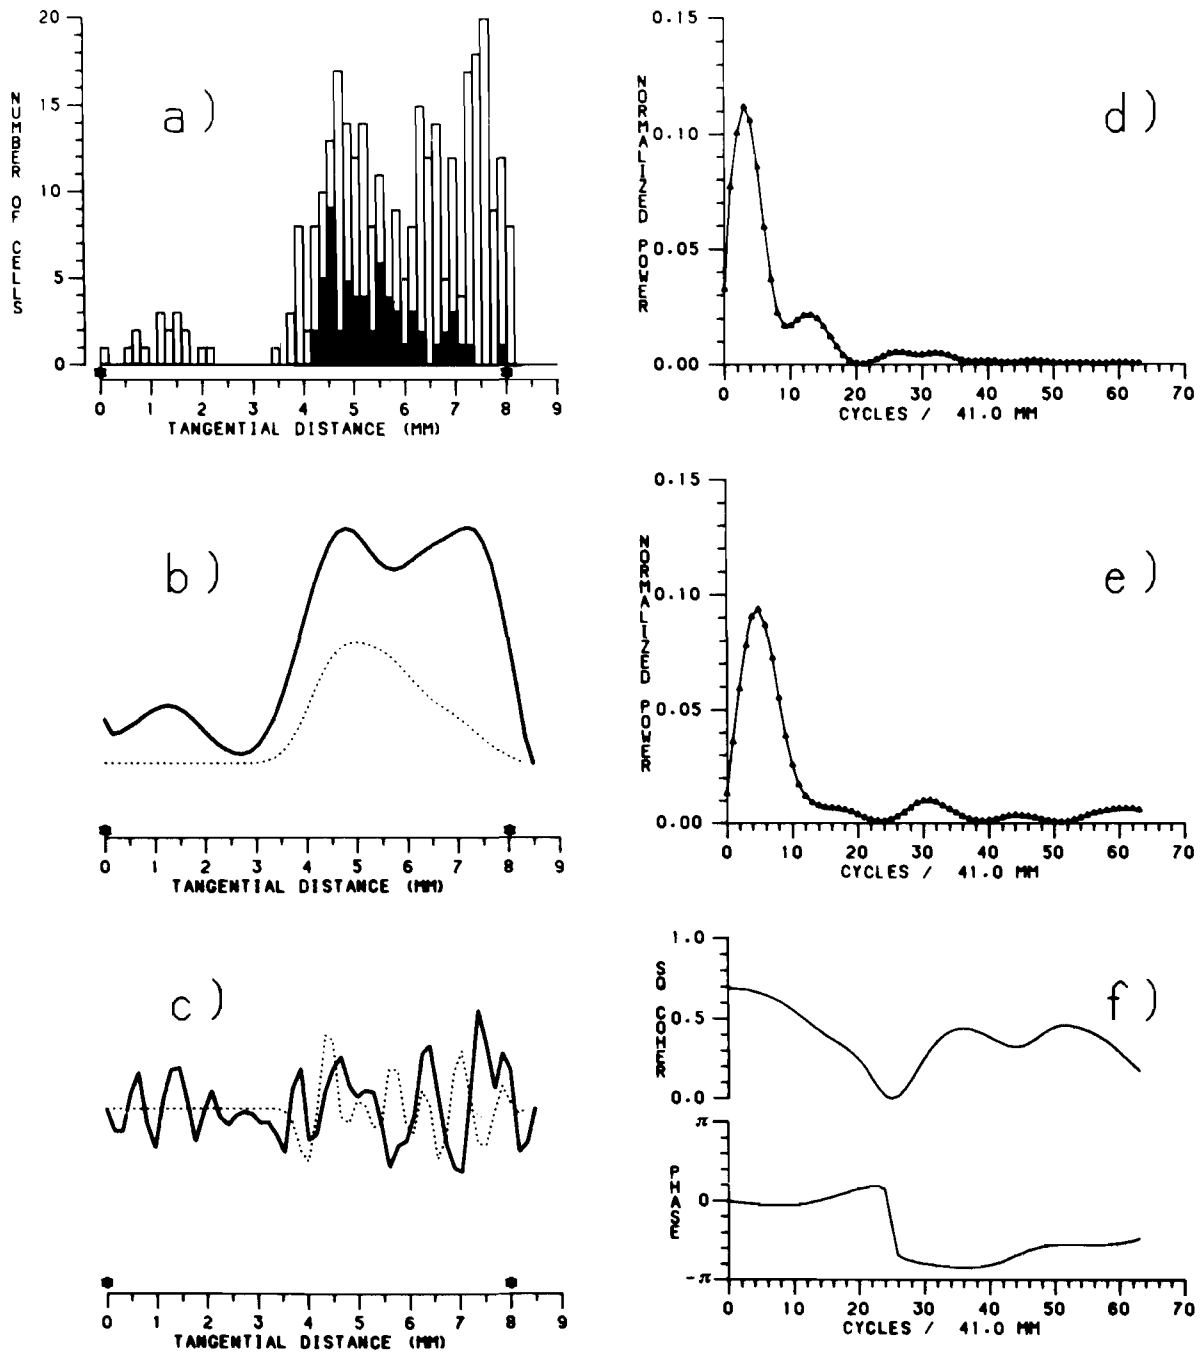 a)
NUMBER OF CELLS
20
15
10
5
0
0 1 2 3 4 5 6 7 8 9
TANGENTIAL DISTANCE (MM)
d)
NORMALIZED POWER
0.15
0.10
0.05
0.00
0 10 20 30 40 50 60 70
CYCLES / 41.0 MM
b)
0 1 2 3 4 5 6 7 8 9
TANGENTIAL DISTANCE (MM)
e)
NORMALIZED POWER
0.15
0.10
0.05
0.00
0 10 20 30 40 50 60 70
CYCLES / 41.0 MM
c)
0 1 2 3 4 5 6 7 8 9
TANGENTIAL DISTANCE (MM)
f)
SQ COHER
1.0
0.5
0.0
PHASE
π
0
-π
0 10 20 30 40 50 60 70
CYCLES / 41.0 MM